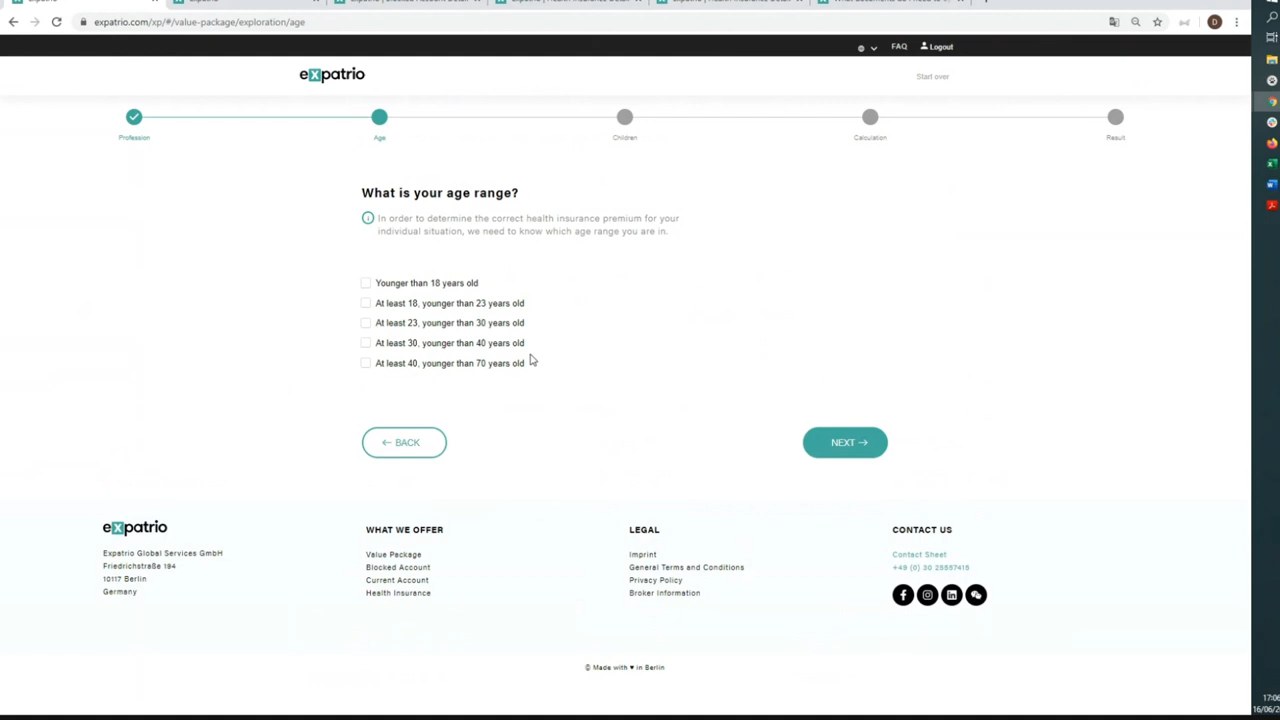 expatrio.com/xp/#/value-package/exploration/age
D
FAQ
Logout
expatrio
Start over
Profession
Age
Children
Calculation
Result
What is your age range?
In order to determine the correct health insurance premium for your
individual situation, we need to know which age range you are in.
Younger than 18 years old
At least 18, younger than 23 years old
At least 23, younger than 30 years old
At least 30, younger than 40 years old
At least 40, younger than 70 years old
← BACK
NEXT →
expatrio
Expatrio Global Services GmbH
Friedrichstraße 194
10117 Berlin
Germany
WHAT WE OFFER
Value Package
Blocked Account
Current Account
Health Insurance
LEGAL
Imprint
General Terms and Conditions
Privacy Policy
Broker Information
CONTACT US
Contact Sheet
© Made with ♥ in Berlin
17:06
16/06/2